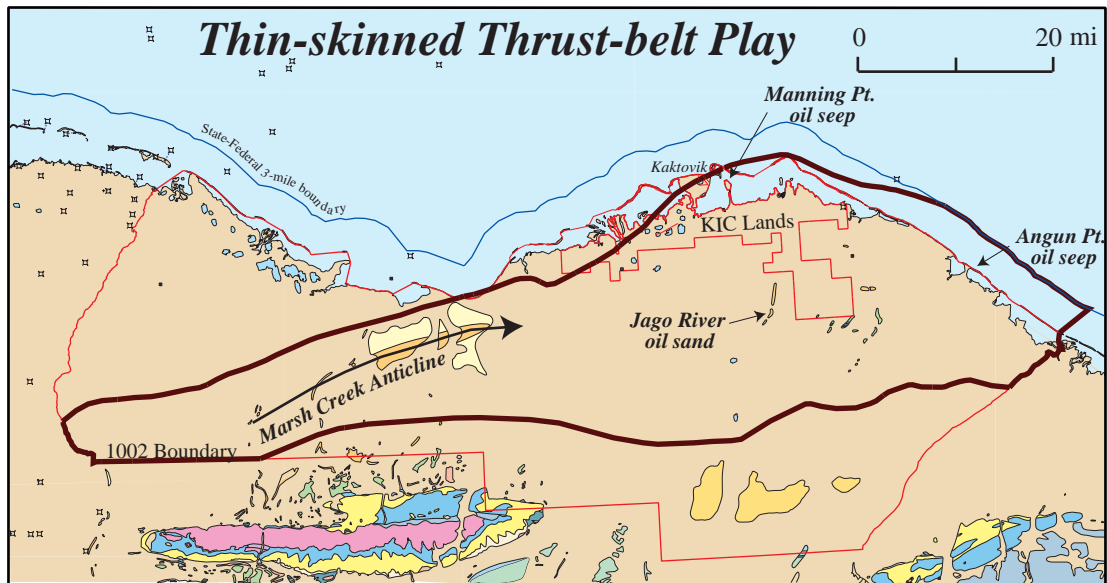 Thin-skinned Thrust-belt Play
0 20 mi
Manning Pt.
oil seep
State-Federal 3-mile boundary
Kaktovik
KIC Lands
Angun Pt.
oil seep
Jago River
oil sand
Marsh Creek Anticline
1002 Boundary